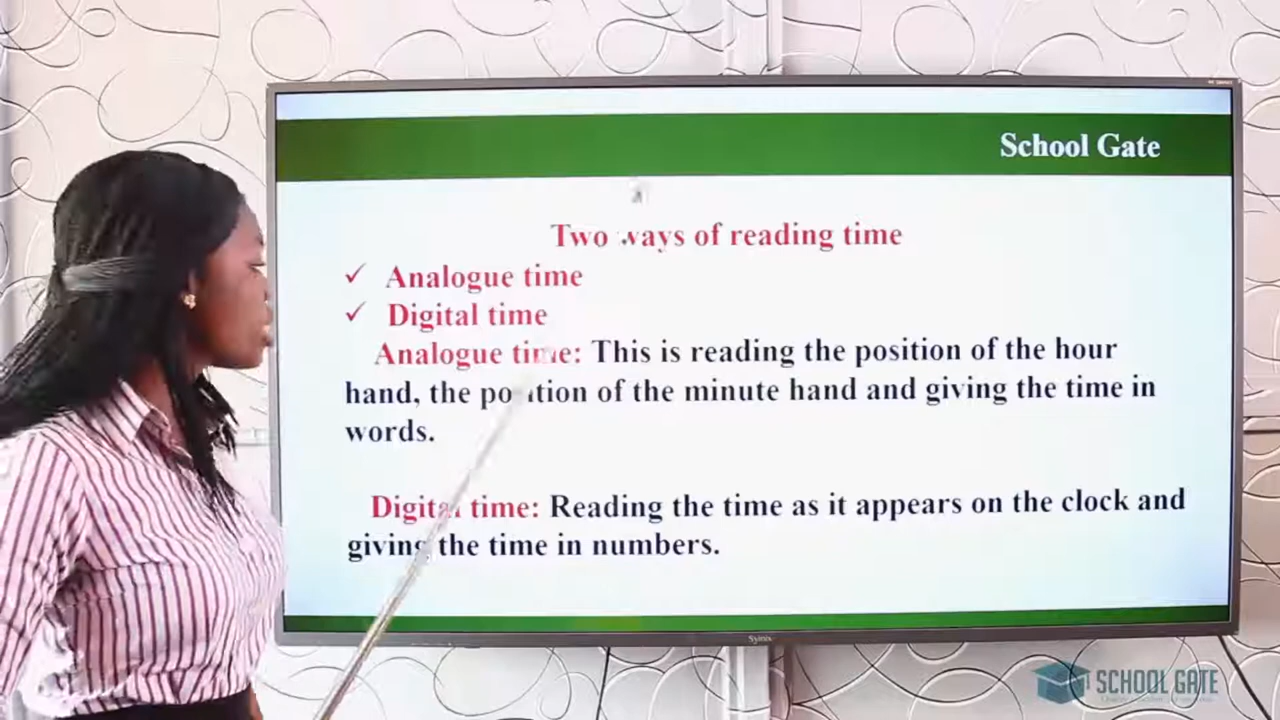 School Gate
Two ways of reading time
✓ Analogue time
✓ Digital time
Analogue time: This is reading the position of the hour
hand, the position of the minute hand and giving the time in
words.
Digital time: Reading the time as it appears on the clock and
giving the time in numbers.
Syinix
SCHOOL GATE